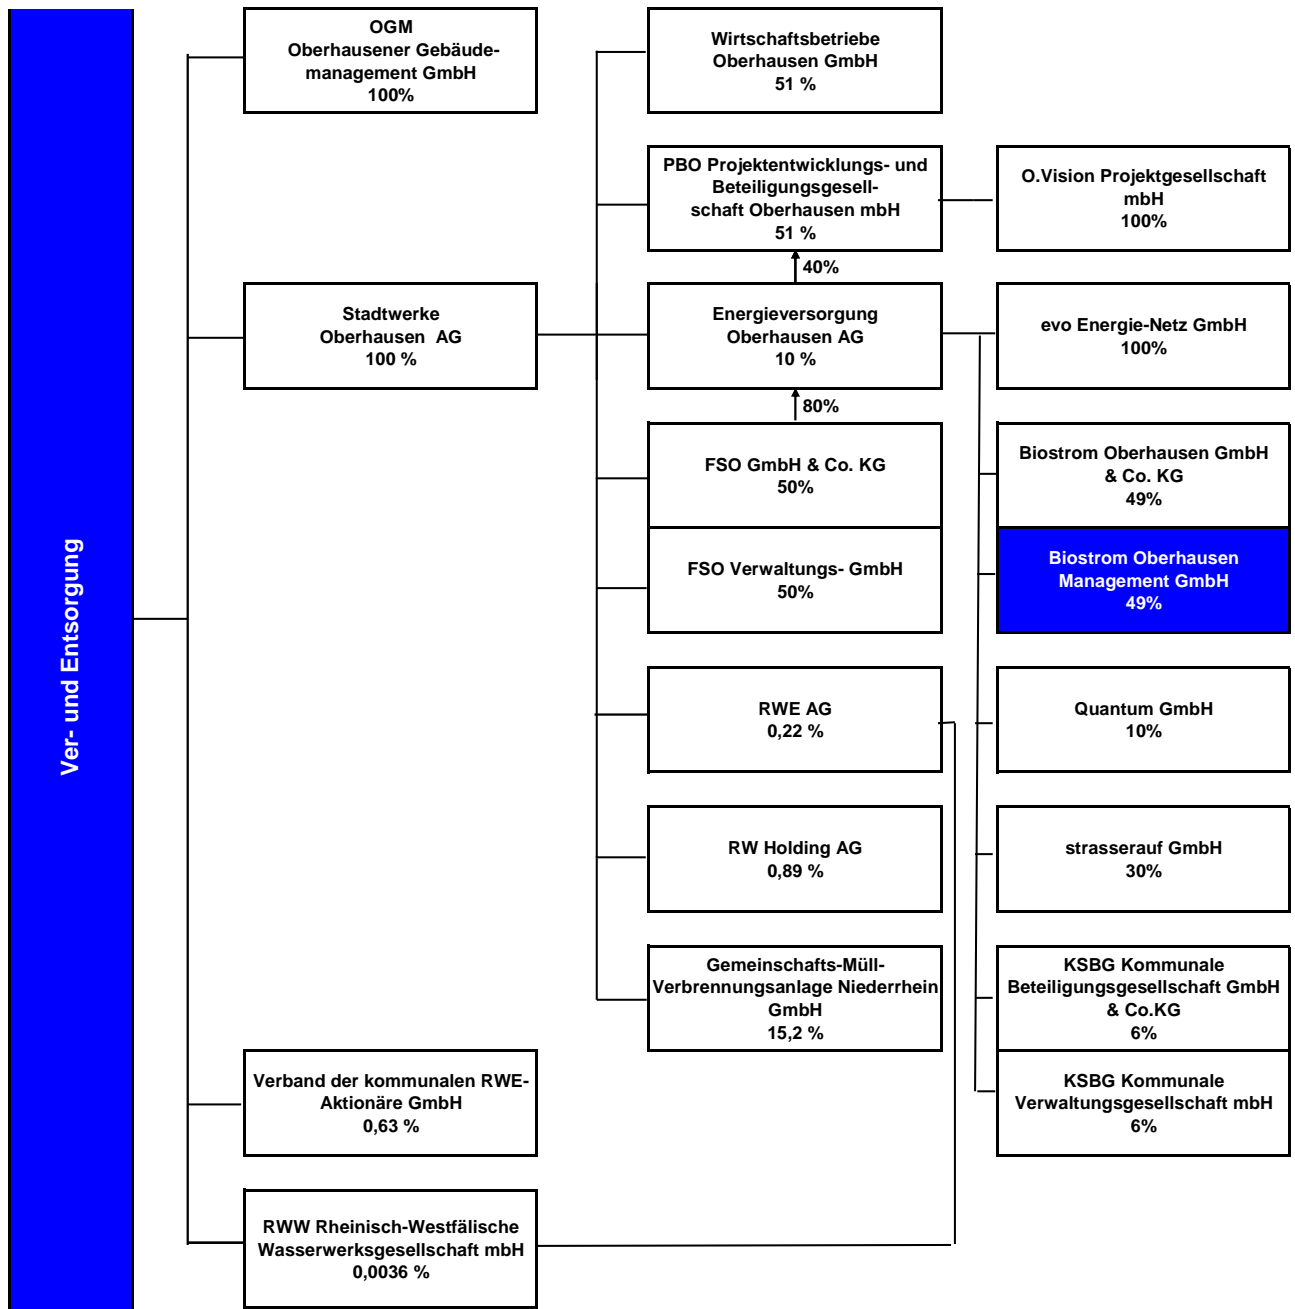 Ver- und Entsorgung
OGM
Oberhausener Gebäude-
management GmbH
100%
Stadtwerke
Oberhausen AG
100 %
Verband der kommunalen RWE-
Aktionäre GmbH
0,63 %
RWW Rheinisch-Westfälische
Wasserwerksgesellschaft mbH
0,0036 %
Wirtschaftsbetriebe
Oberhausen GmbH
51 %
PBO Projektentwicklungs- und
Beteiligungsgesell-
schaft Oberhausen mbH
51 %
40%
Energieversorgung
Oberhausen AG
10 %
80%
FSO GmbH & Co. KG
50%
FSO Verwaltungs- GmbH
50%
RWE AG
0,22 %
RW Holding AG
0,89 %
Gemeinschafts-Müll-
Verbrennungsanlage Niederrhein
GmbH
15,2 %
O.Vision Projektgesellschaft
mbH
100%
evo Energie-Netz GmbH
100%
Biostrom Oberhausen GmbH
& Co. KG
49%
Biostrom Oberhausen
Management GmbH
49%
Quantum GmbH
10%
strasserauf GmbH
30%
KSBG Kommunale
Beteiligungsgesellschaft GmbH
& Co.KG
6%
KSBG Kommunale
Verwaltungsgesellschaft mbH
6%